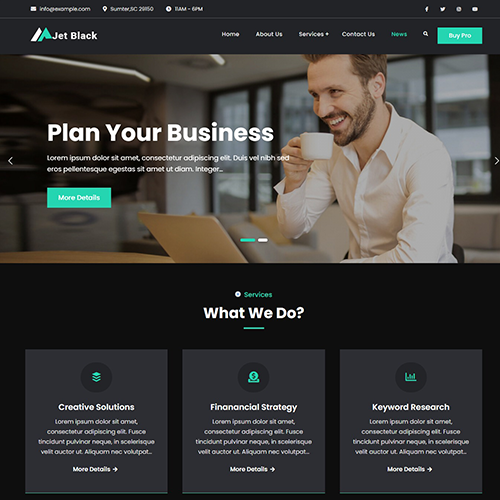 info@example.com Sumter,SC 29150 11AM - 6PM
Jet Black Home About Us Services + Contact Us News Buy Pro
Plan Your Business
Lorem ipsum dolor sit amet, consectetur adipiscing elit. Duis vel nibh sed
eros pellentesque egestas sit amet ut diam. Integer...
More Details
Services
What We Do?
Creative Solutions
Lorem ipsum dolor sit amet, consectetur adipiscing elit. Fusce
tincidunt pulvinar neque, in scelerisque
velit auctor. Aliquam nec volutpat...
More Details
Finanancial Strategy
Lorem ipsum dolor sit amet, consectetur adipiscing elit. Fusce
tincidunt pulvinar neque, in scelerisque
velit auctor. Aliquam nec volutpat...
More Details
Keyword Research
Lorem ipsum dolor sit amet, consectetur adipiscing elit. Fusce
tincidunt pulvinar neque, in scelerisque
velit auctor. Aliquam nec volutpat...
More Details